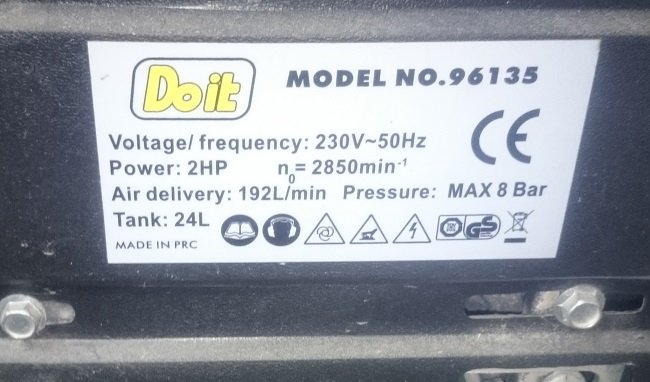 Doit
MODEL NO.96135
Voltage/ frequency: 230V~50Hz
CE
Power: 2HP n₀= 2850min⁻¹
Air delivery: 192L/min Pressure: MAX 8 Bar
Tank: 24L
GS
MADE IN PRC